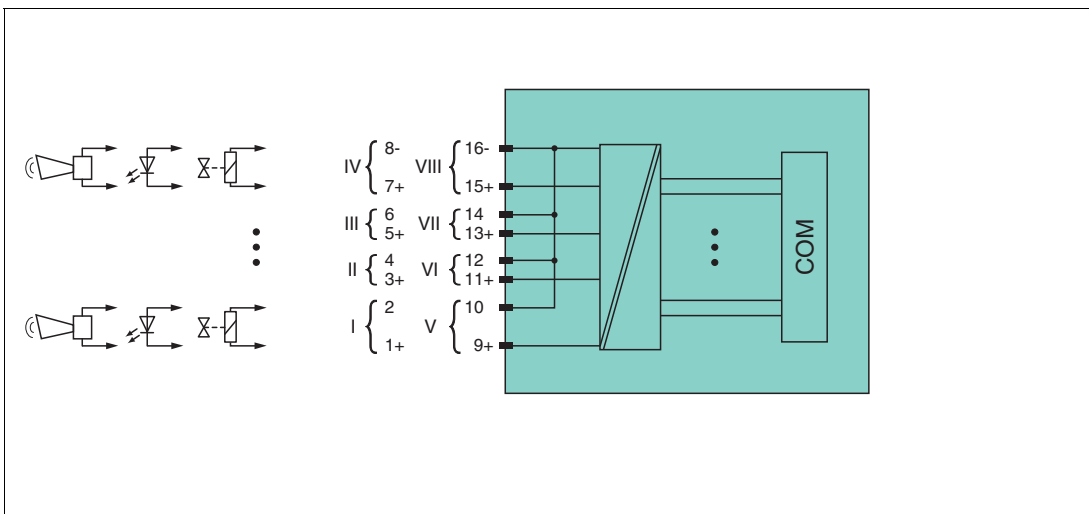 IV 8- VIII 16-
7+ 15+
III 6 VII 14
5+ 13+
II 4 VI 12
3+ 11+
I 2 V 10
1+ 9+
COM